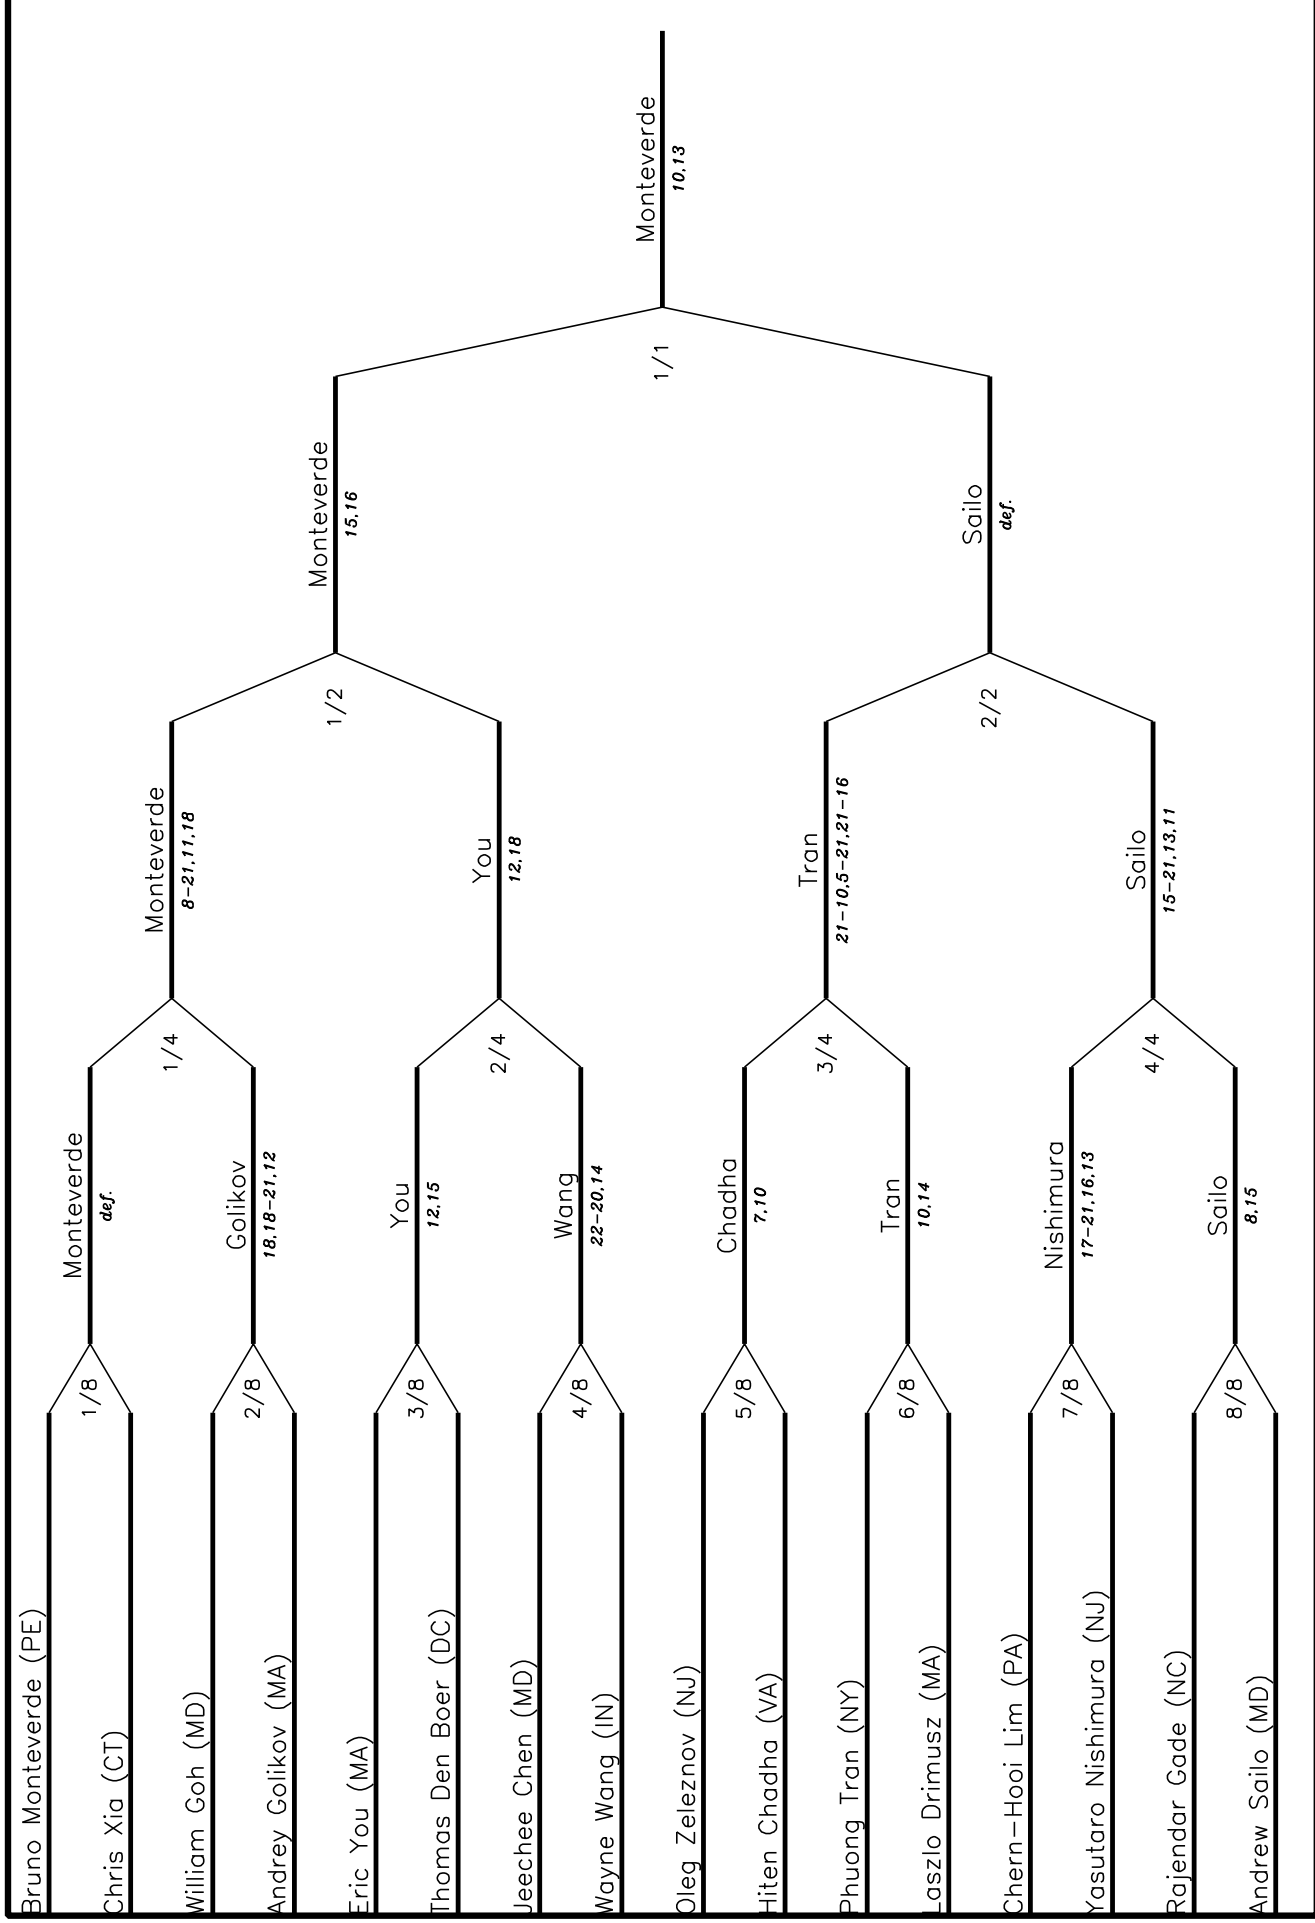 Bruno Monteverde (PE)
Chris Xia (CT)
William Goh (MD)
Andrey Golikov (MA)
Eric You (MA)
Thomas Den Boer (DC)
Jeechee Chen (MD)
Wayne Wang (IN)
Oleg Zeleznov (NJ)
Hiten Chadha (VA)
Phuong Tran (NY)
Laszlo Drimusz (MA)
Chern-Hooi Lim (PA)
Yasutaro Nishimura (NJ)
Rajendar Gade (NC)
Andrew Sailo (MD)
1/8
2/8
3/8
4/8
5/8
6/8
7/8
8/8
Monteverde
def.
Golikov
18,18-21,12
You
12,15
Wang
22-20,14
Chadha
7,10
Tran
10,14
Nishimura
17-21,16,13
Sailo
8,15
1/4
2/4
3/4
4/4
Monteverde
8-21,11,18
You
12,18
Tran
21-10,5-21,21-16
Sailo
15-21,13,11
1/2
2/2
Monteverde
15,16
Sailo
def.
1/1
Monteverde
10,13